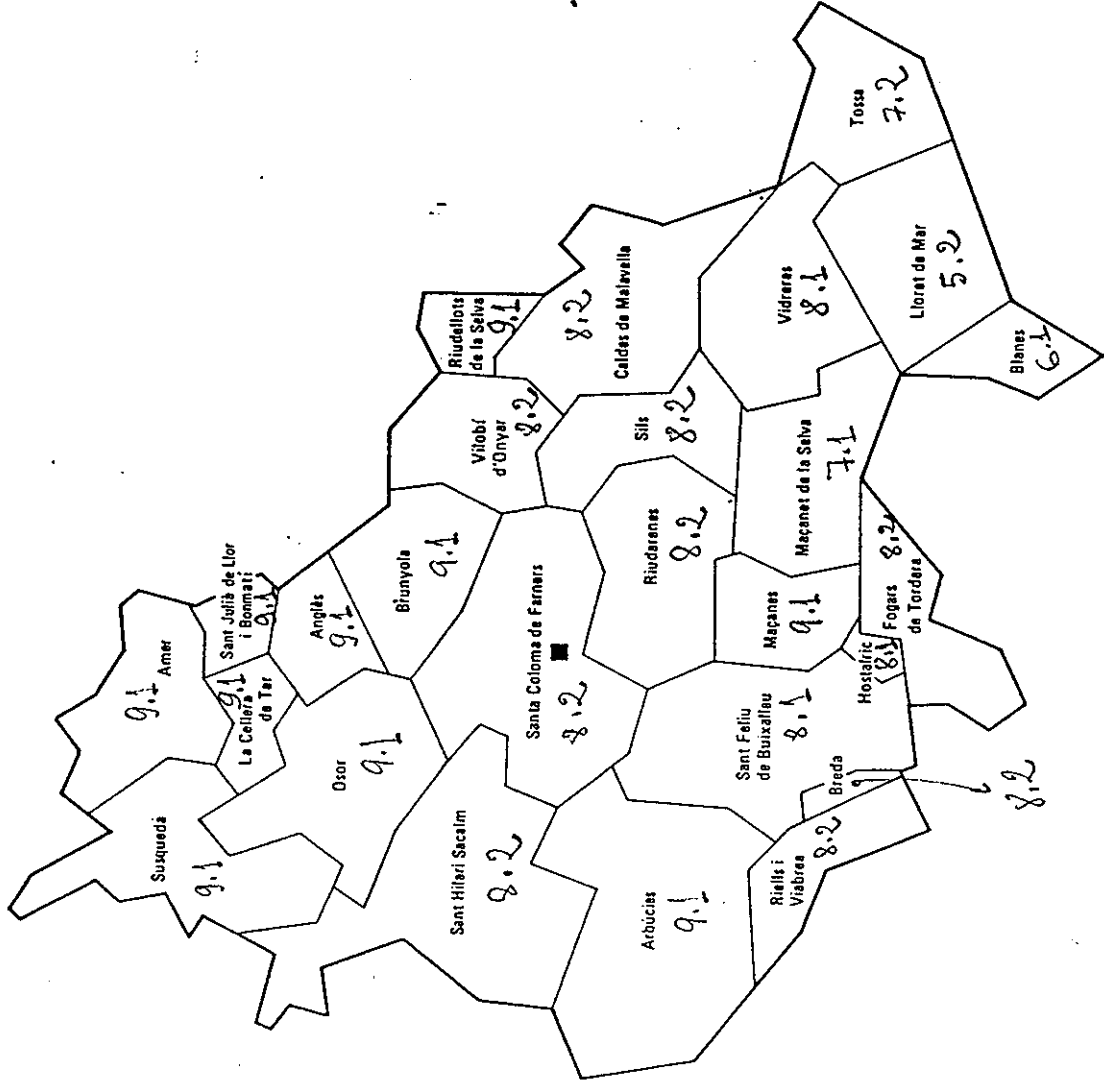 Susqueda
9.1
Amer
9.1
La Cellera
de Ter
9.1
Sant Julià de Llor
i Bonmatí
9.1
Anglès
9.1
Osor
9.1
Brunyola
9.1
Vilobí
d'Onyar
8.2
Riudellots
de la Selva
9.1
Sant Hilari Sacalm
8.2
Santa Coloma de Farners
8.2
Caldes de Malavella
8.2
Sils
8.2
Riudarenes
8.2
Arbúcies
9.1
Sant Feliu
de Buixalleu
8.1
Maçanes
9.1
Maçanet de la Selva
7.1
Vidreres
8.1
Tossa
7.2
Lloret de Mar
5.2
Blanes
6.1
Riells i
Viabrea
8.2
Breda
8.2
Hostalric
8.1
Fogars
de Tordera
8.2